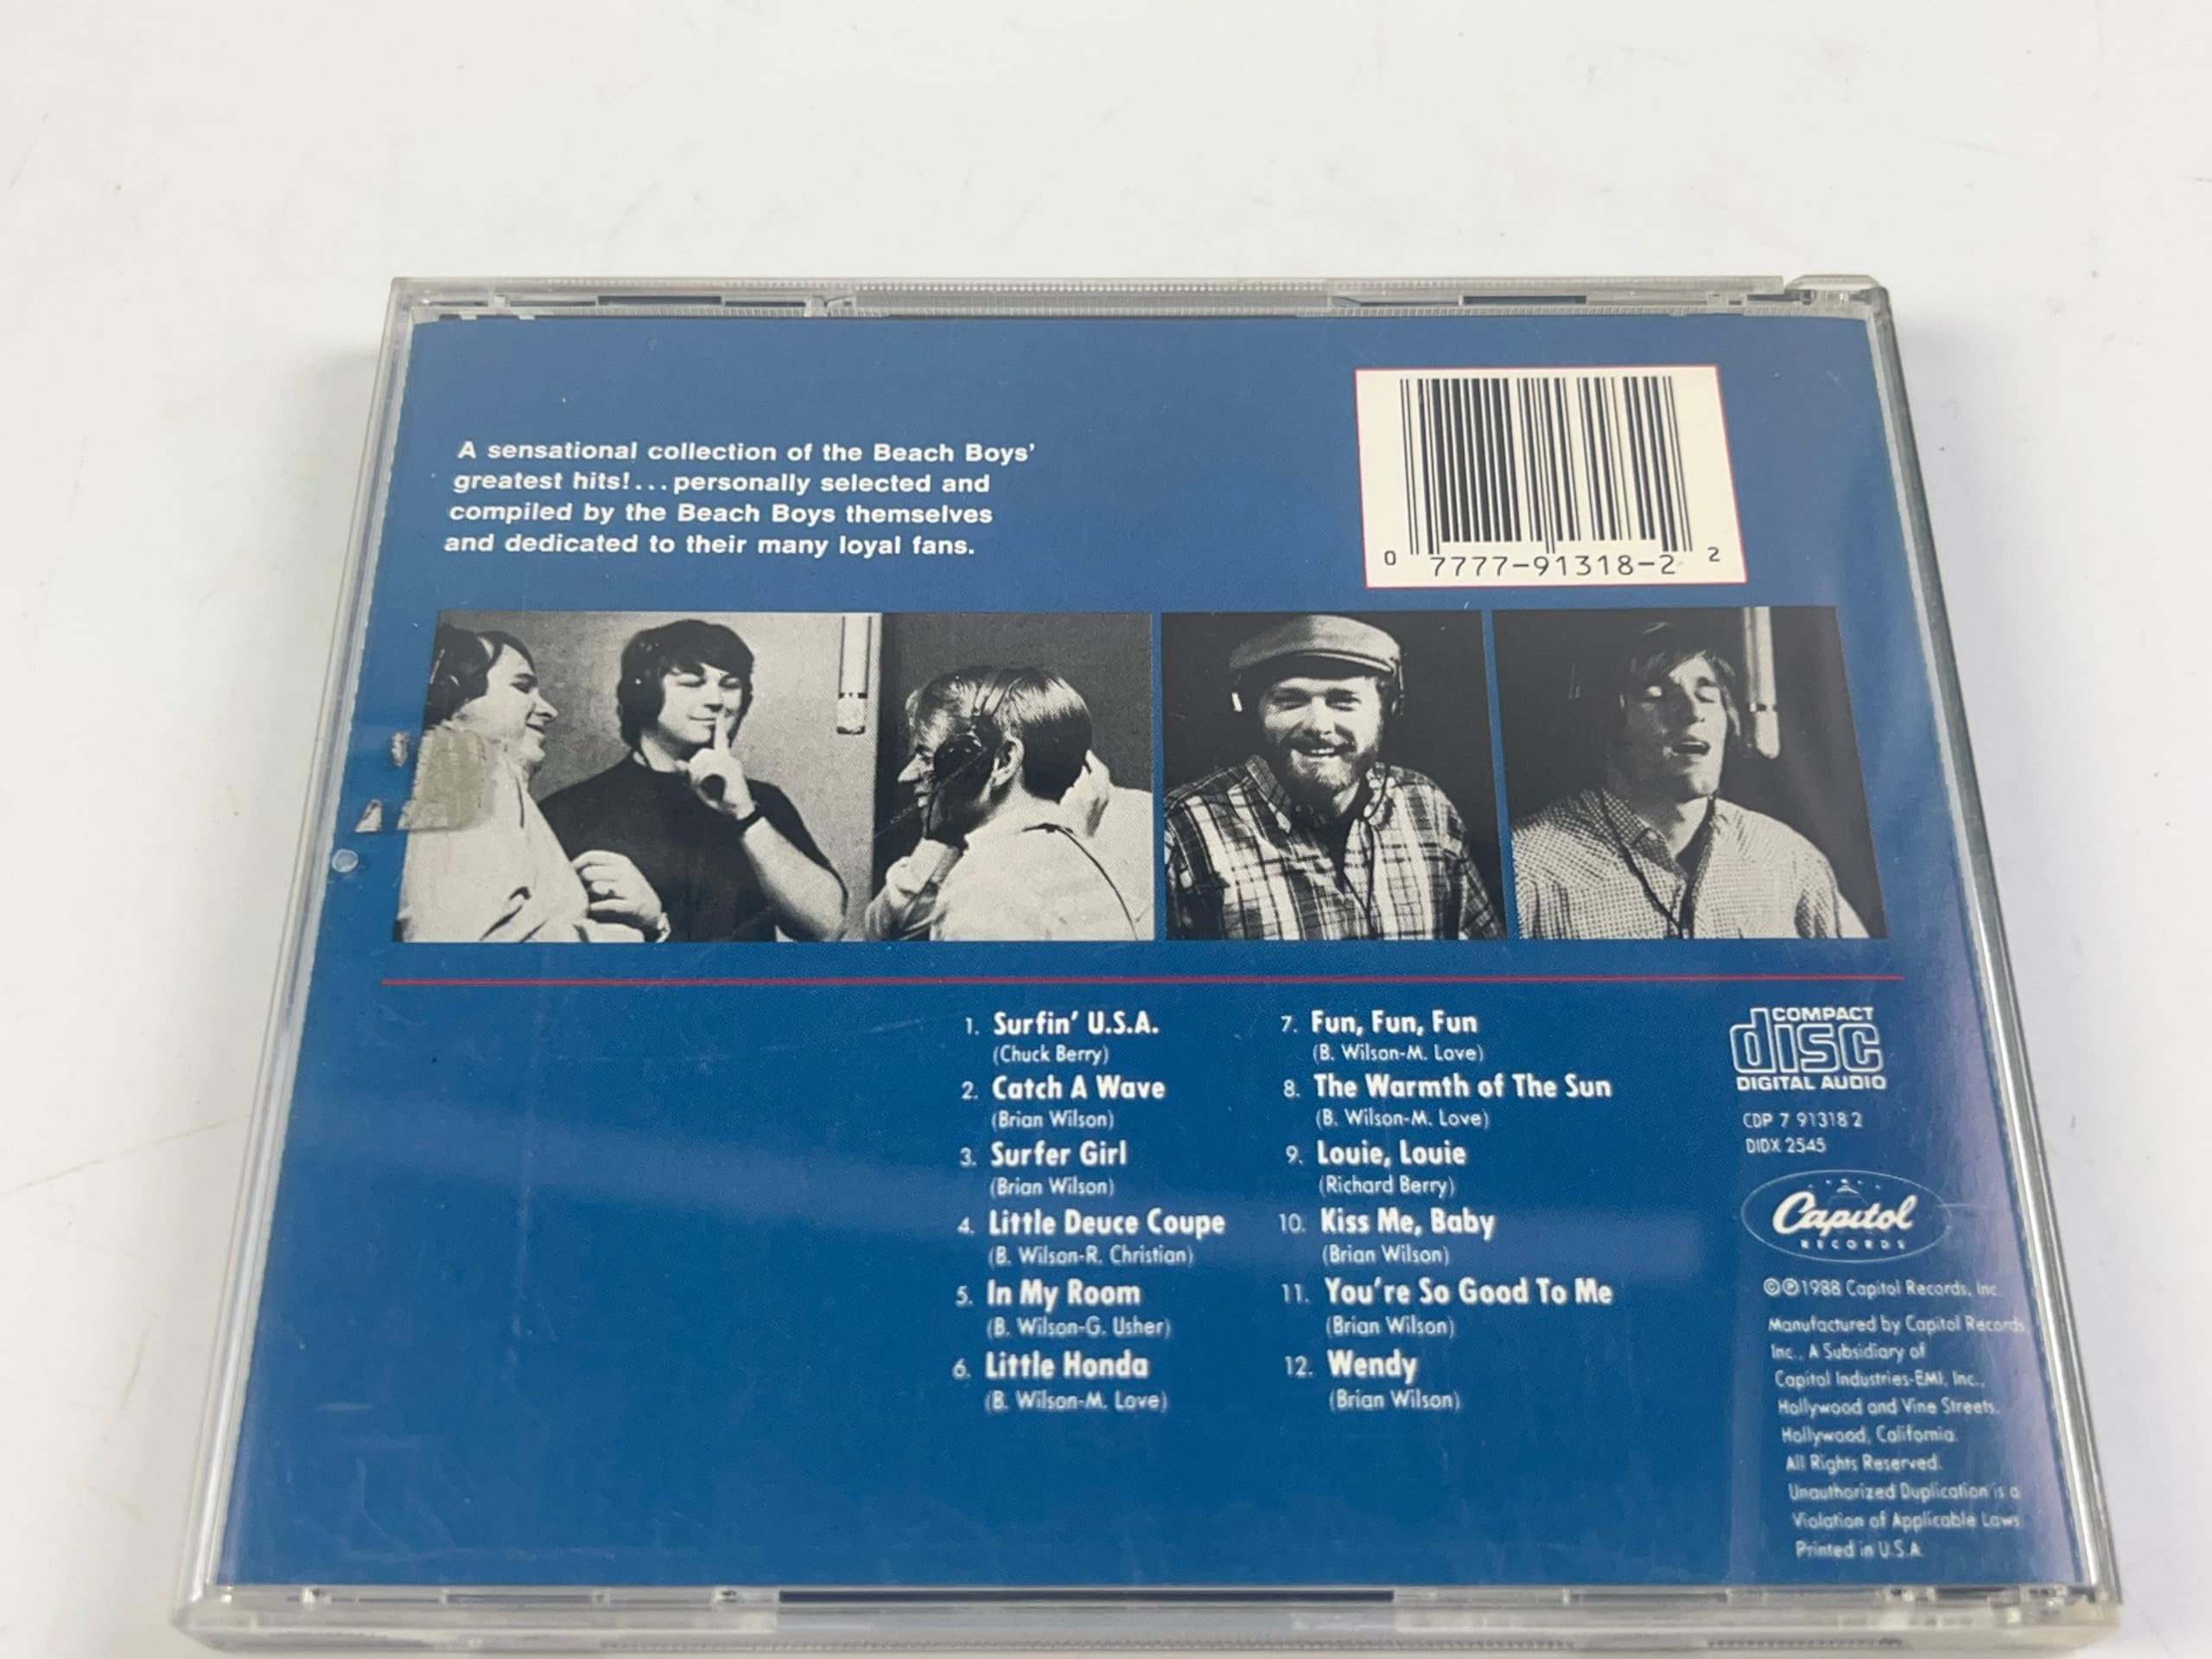 A sensational collection of the Beach Boys'
greatest hits!...personally selected and
compiled by the Beach Boys themselves
and dedicated to their many loyal fans.
0 7777-91318-2 2
1. Surfin' U.S.A.
(Chuck Berry)
2. Catch A Wave
(Brian Wilson)
3. Surfer Girl
(Brian Wilson)
4. Little Deuce Coupe
(B. Wilson-R. Christian)
5. In My Room
(B. Wilson-G. Usher)
6. Little Honda
(B. Wilson-M. Love)
7. Fun, Fun, Fun
(B. Wilson-M. Love)
8. The Warmth of The Sun
(B. Wilson-M. Love)
9. Louie, Louie
(Richard Berry)
10. Kiss Me, Baby
(Brian Wilson)
11. You're So Good To Me
(Brian Wilson)
12. Wendy
(Brian Wilson)
COMPACT
disc
DIGITAL AUDIO
CDP 7 91318 2
DIDX 2545
Capitol
RECORDS
©℗1988 Capitol Records, Inc.
Manufactured by Capitol Records
Inc., A Subsidiary of
Capitol Industries-EMI, Inc.,
Hollywood and Vine Streets,
Hollywood, California.
All Rights Reserved.
Unauthorized Duplication is a
Violation of Applicable Laws.
Printed in U.S.A.